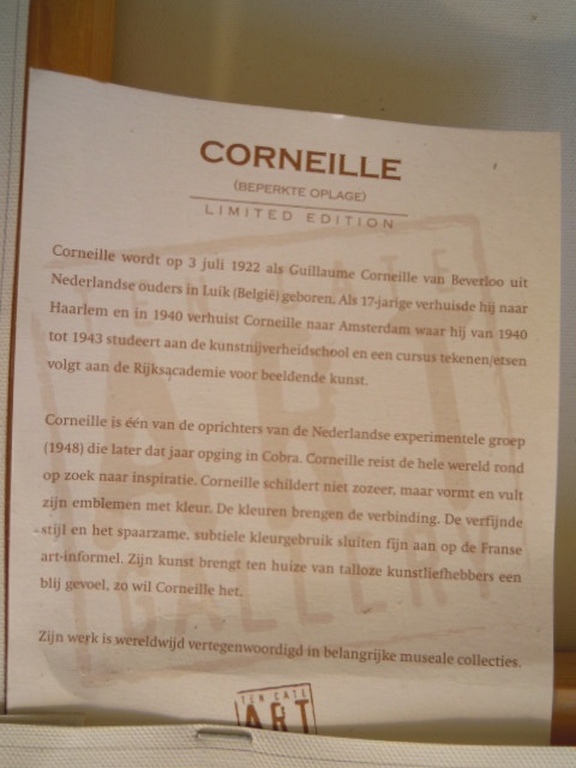 CORNEILLE
(BEPERKTE OPLAGE)
LIMITED EDITION
Corneille wordt op 3 juli 1922 als Guillaume Corneille van Beverloo uit
Nederlandse ouders in Luik (België) geboren. Als 17-jarige verhuisde hij naar
Haarlem en in 1940 verhuist Corneille naar Amsterdam waar hij van 1940
tot 1943 studeert aan de kunstnijverheidschool en een cursus tekenen/etsen
volgt aan de Rijksacademie voor beeldende kunst.
Corneille is één van de oprichters van de Nederlandse experimentele groep
(1948) die later dat jaar opging in Cobra. Corneille reist de hele wereld rond
op zoek naar inspiratie. Corneille schildert niet zozeer, maar vormt en vult
zijn emblemen met kleur. De kleuren brengen de verbinding. De verfijnde
stijl en het spaarzame, subtiele kleurgebruik sluiten fijn aan op de Franse
art-informel. Zijn kunst brengt ten huize van talloze kunstliefhebbers een
blij gevoel, zo wil Corneille het.
Zijn werk is wereldwijd vertegenwoordigd in belangrijke museale collecties.
TEN CATE
ART
TEN CATE
ART
GALLERY